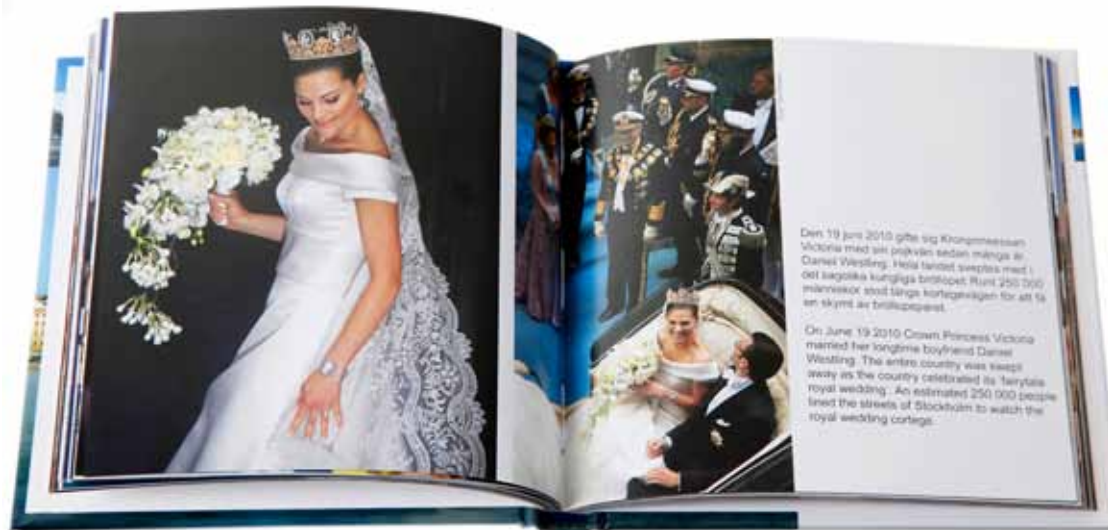 Den 19 juni 2010 gifte sig Kronprinsessan
Victoria med sin pojkvän sedan många år,
Daniel Westling. Hela landet sveptes med i
det sagolika kungliga bröllopet. Runt 250 000
människor stod längs kortegevägen för att få
en skymt av bröllopsparet.
On June 19 2010 Crown Princess Victoria
married her longtime boyfriend Daniel
Westling. The entire country was swept
away as the country celebrated its fairytale
royal wedding. An estimated 250 000 people
lined the streets of Stockholm to watch the
royal wedding cortege.